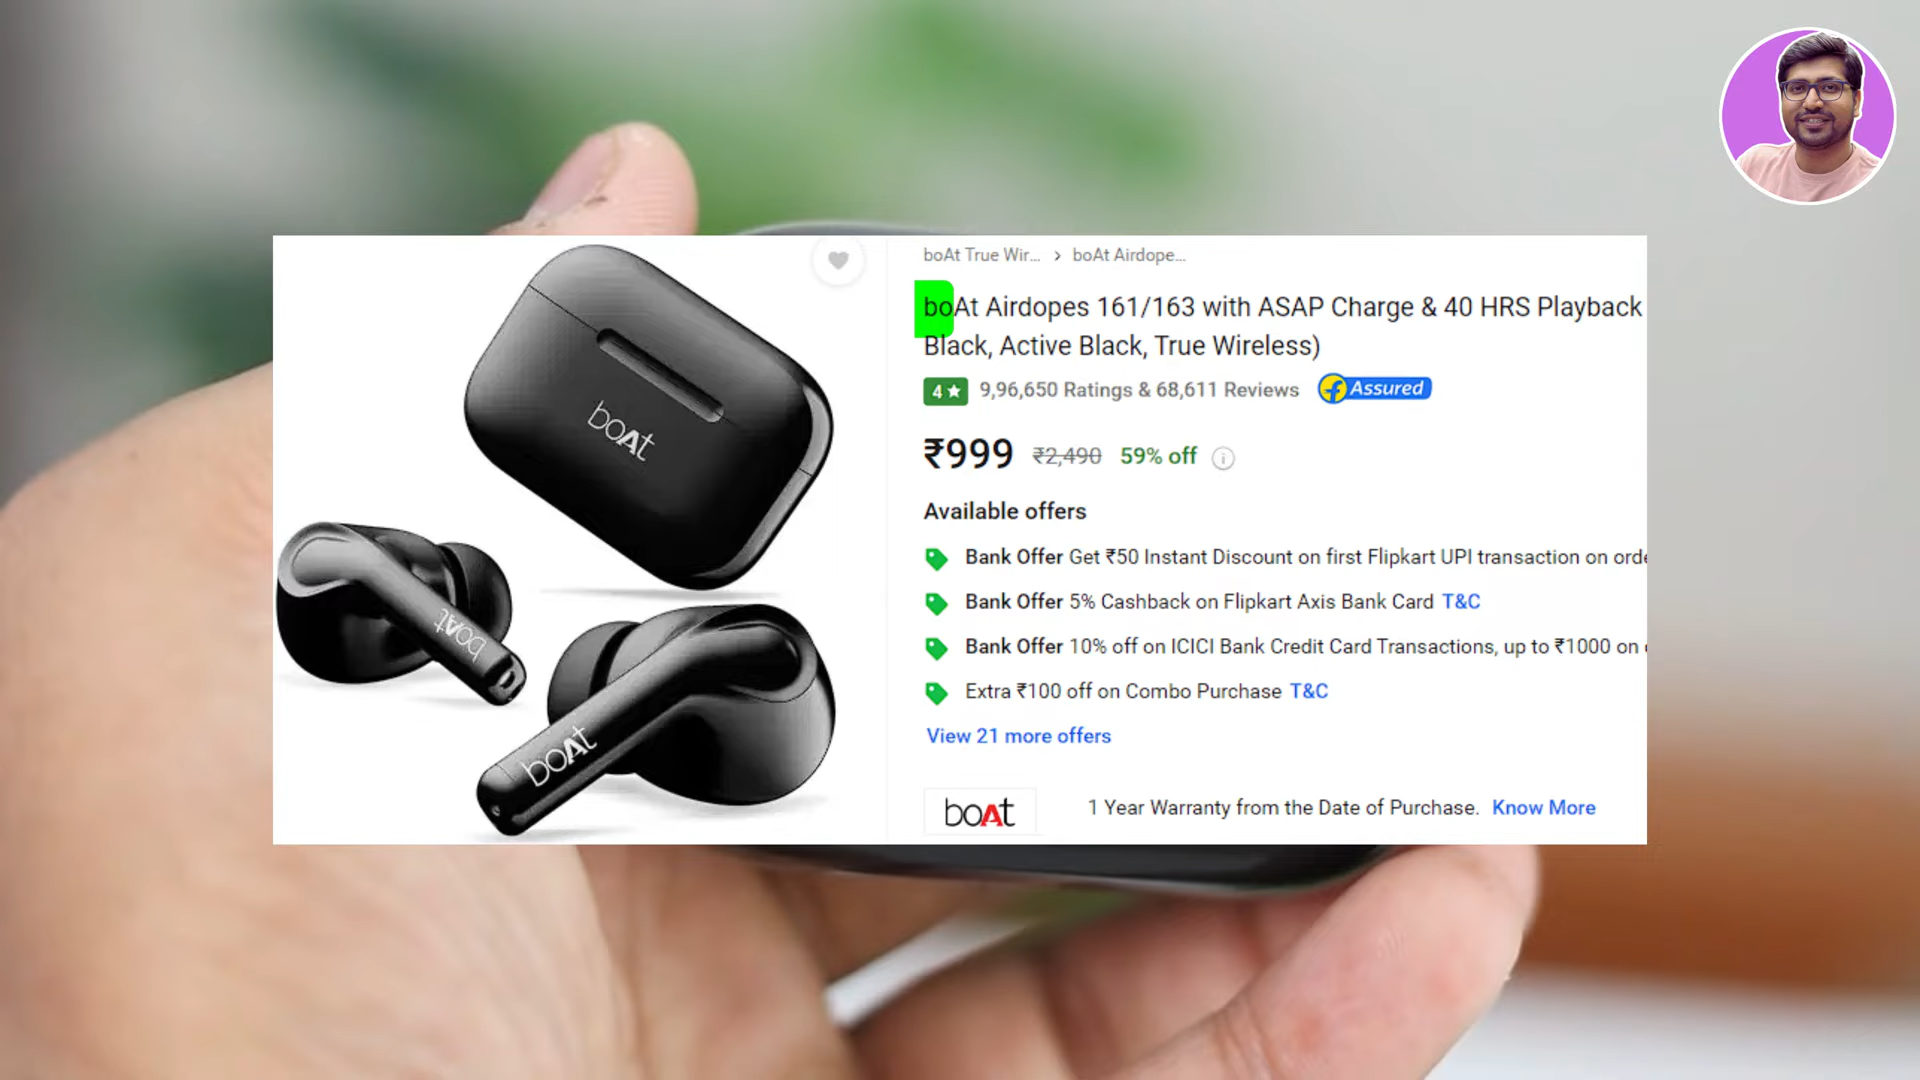 boAt True Wir... > boAt Airdope...
boAt Airdopes 161/163 with ASAP Charge & 40 HRS Playback
Black, Active Black, True Wireless)
4★ 9,96,650 Ratings & 68,611 Reviews Assured
₹999 ₹2,490 59% off
Available offers
Bank Offer Get ₹50 Instant Discount on first Flipkart UPI transaction on
Bank Offer 5% Cashback on Flipkart Axis Bank Card T&C
Bank Offer 10% off on ICICI Bank Credit Card Transactions, up to ₹1000 on
Extra ₹100 off on Combo Purchase T&C
View 21 more offers
boAt 1 Year Warranty from the Date of Purchase. Know More
boAt
boAt
boAt